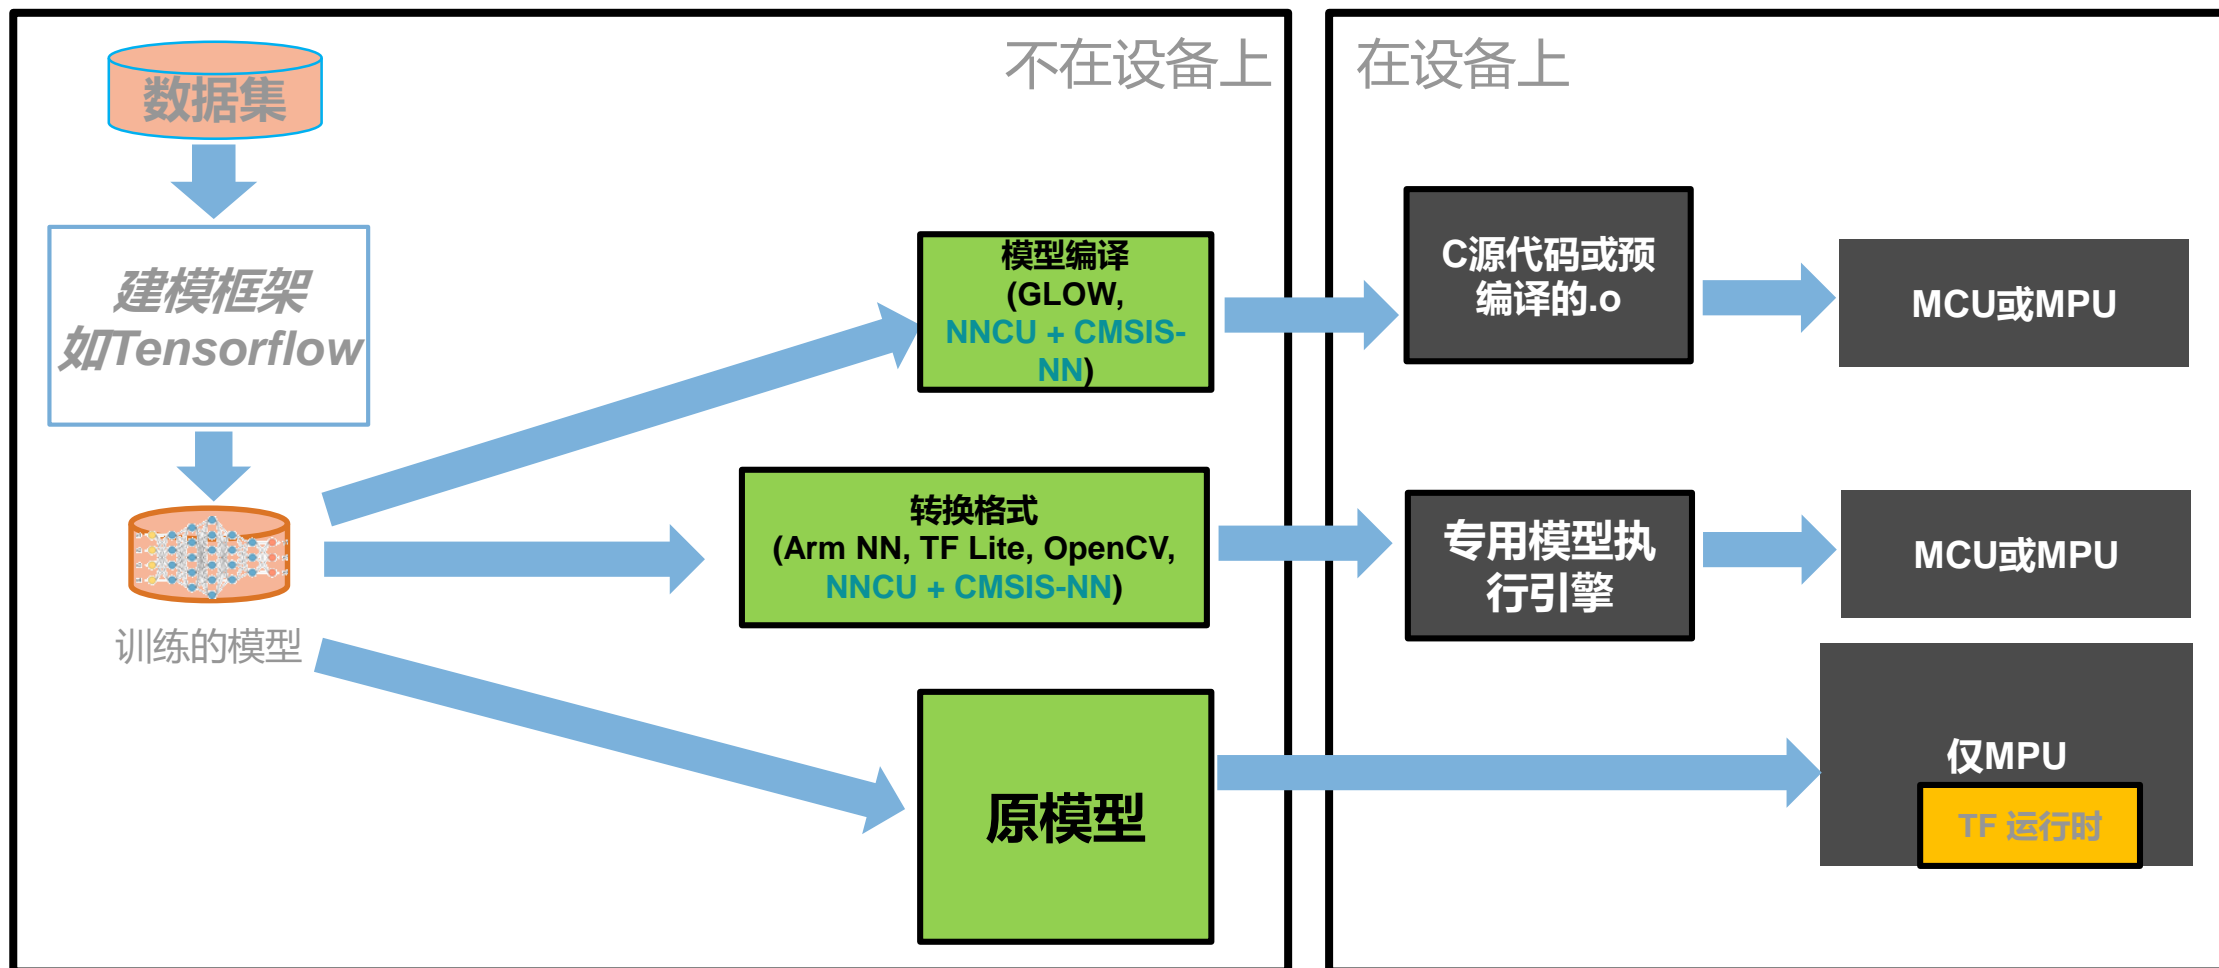 不在设备上
在设备上
数据集
建模框架
如Tensorflow
训练的模型
模型编译
(GLOW,
NNCU + CMSIS-
NN)
C源代码或预
编译的.o
MCU或MPU
转换格式
(Arm NN, TF Lite, OpenCV,
NNCU + CMSIS-NN)
专用模型执
行引擎
MCU或MPU
原模型
仅MPU
TF 运行时